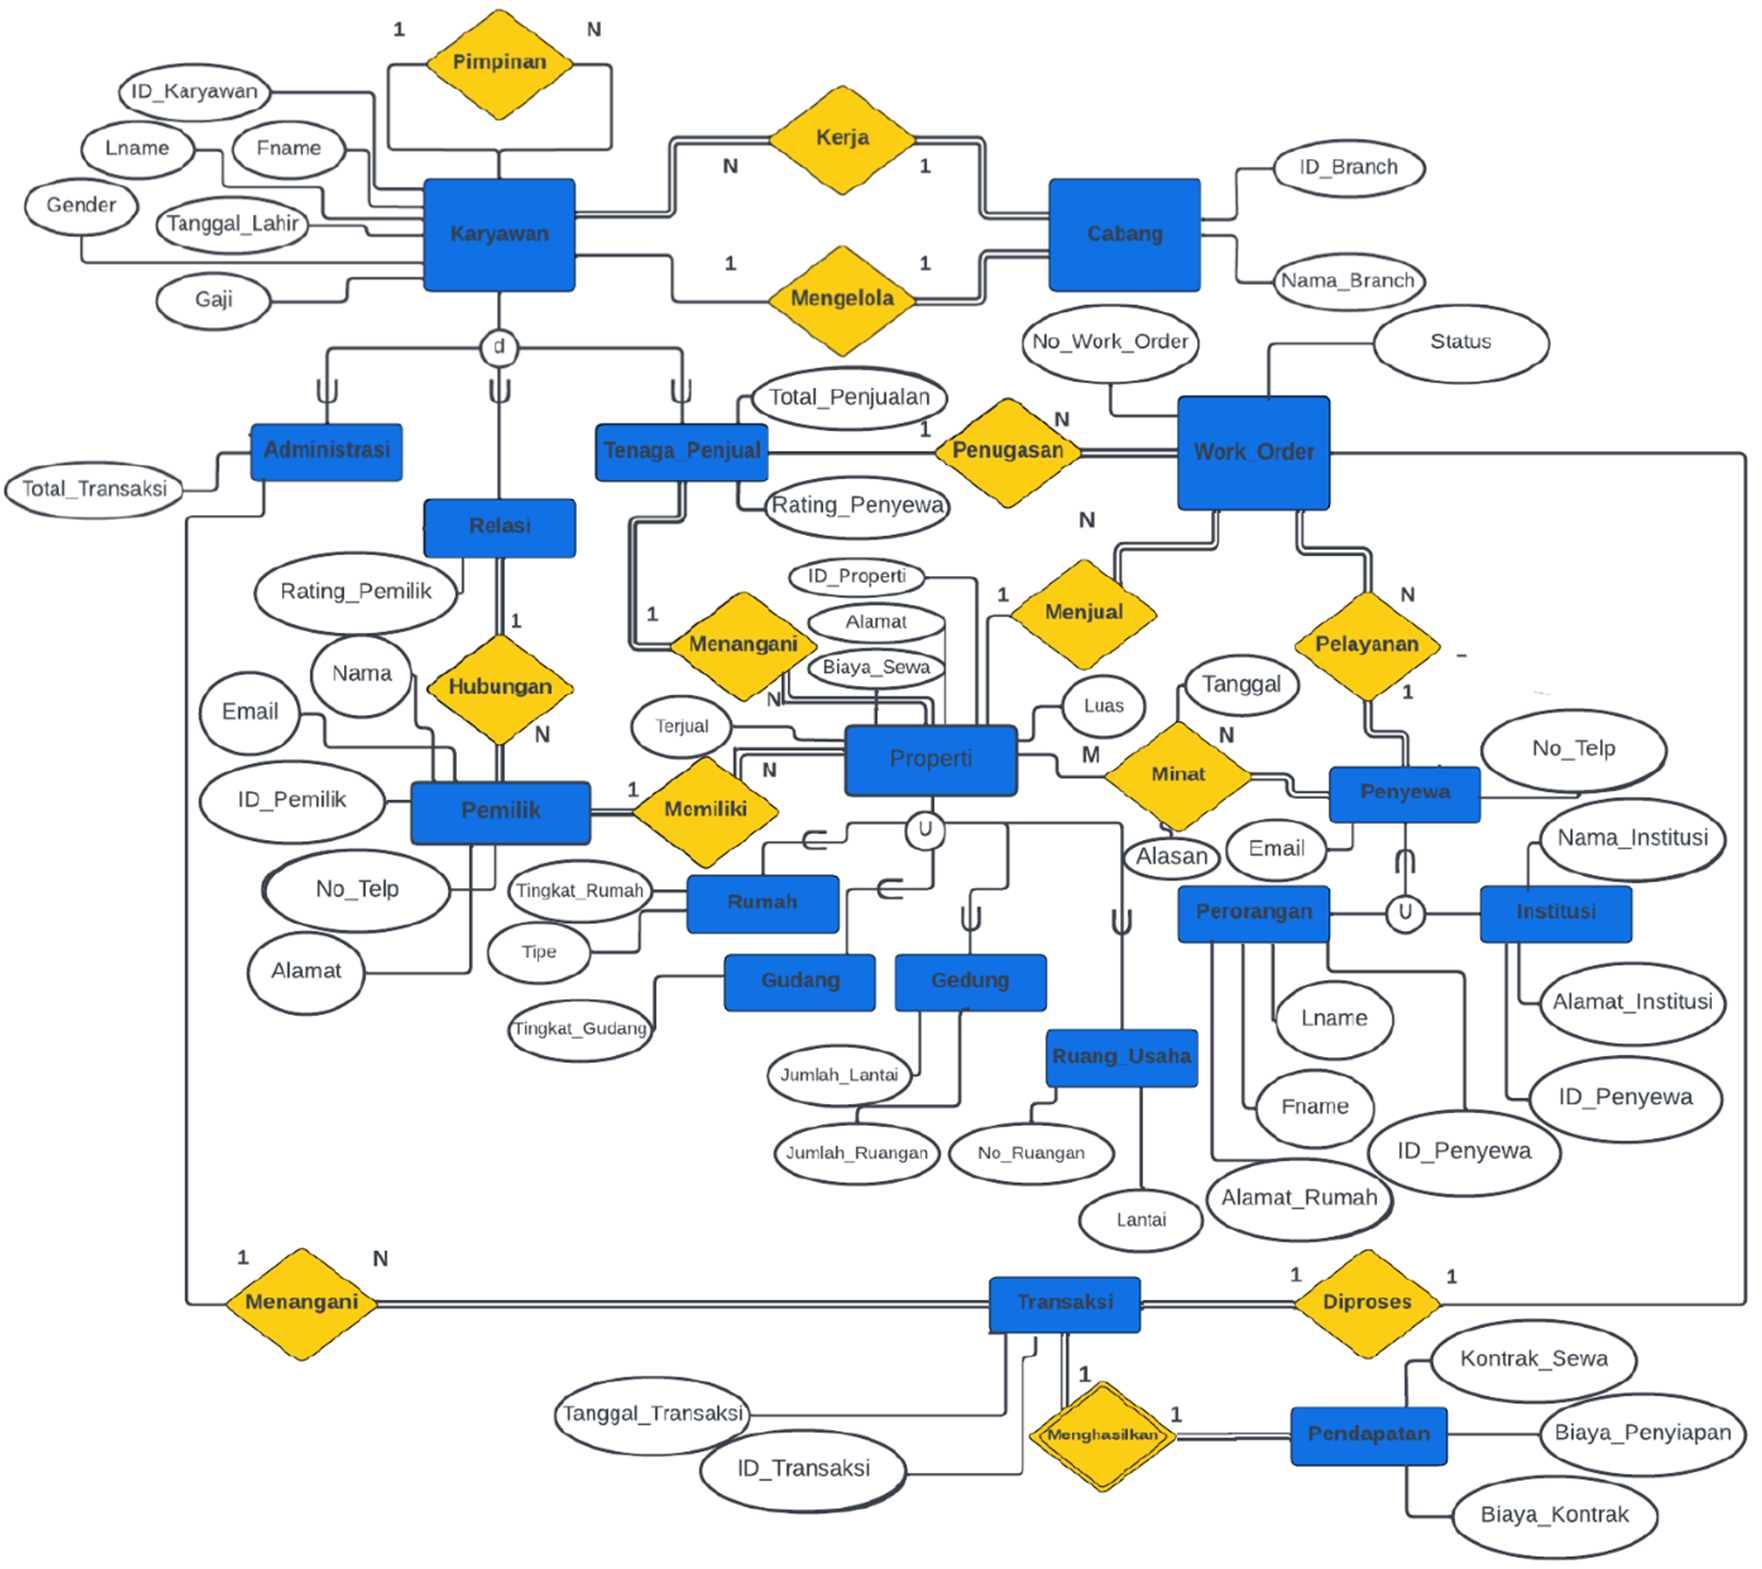 1
N
Pimpinan
ID_Karyawan
Lname
Fname
Kerja
N
1
ID_Branch
Gender
Tanggal_Lahir
Karyawan
Cabang
1
1
Nama_Branch
Gaji
Mengelola
d
No_Work_Order
Status
Total_Penjualan
Administrasi
Tenaga_Penjual
1
Penugasan
N
Work_Order
Total_Transaksi
Rating_Penyewa
Relasi
N
Rating_Pemilik
ID_Properti
1
Menangani
Alamat
1
Menjual
N
1
Pelayanan
Biaya_Sewa
Nama
Hubungan
N
Tanggal
1
Email
Terjual
Luas
N
N
Properti
M
Minat
No_Telp
ID_Pemilik
Pemilik
1
Memiliki
N
Penyewa
U
Alasan
Email
Nama_Institusi
No_Telp
Tingkat_Rumah
Rumah
Perorangan
U
Institusi
Tipe
Alamat
Gudang
Gedung
Tingkat_Gudang
Lname
Alamat_Institusi
Ruang_Usaha
Jumlah_Lantai
Fname
ID_Penyewa
Jumlah_Ruangan
No_Ruangan
ID_Penyewa
Alamat_Rumah
Lantai
1
N
Menangani
Transaksi
1
Diproses
1
Kontrak_Sewa
1
Tanggal_Transaksi
Menghasilkan
1
Pendapatan
Biaya_Penyiapan
ID_Transaksi
Biaya_Kontrak